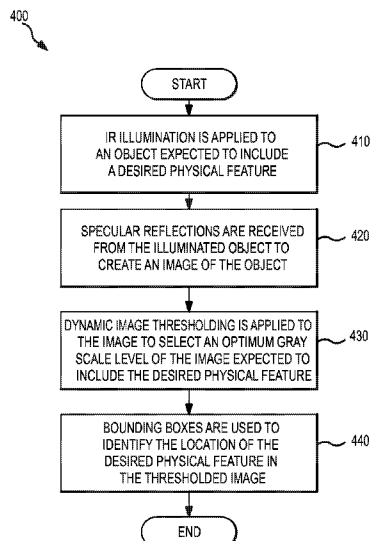 400
START
IR ILLUMINATION IS APPLIED TO
AN OBJECT EXPECTED TO INCLUDE
A DESIRED PHYSICAL FEATURE
410
SPECULAR REFLECTIONS ARE RECEIVED
FROM THE ILLUMINATED OBJECT TO
CREATE AN IMAGE OF THE OBJECT
420
DYNAMIC IMAGE THRESHOLDING IS APPLIED TO
THE IMAGE TO SELECT AN OPTIMUM GRAY
SCALE LEVEL OF THE IMAGE EXPECTED TO
INCLUDE THE DESIRED PHYSICAL FEATURE
430
BOUNDING BOXES ARE USED TO
IDENTIFY THE LOCATION OF THE
DESIRED PHYSICAL FEATURE IN
THE THRESHOLDED IMAGE
440
END